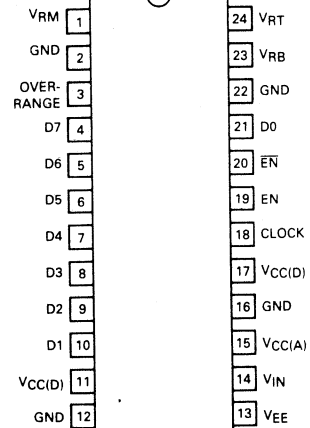 VRM 1
GND 2
OVER-
RANGE 3
D7 4
D6 5
D5 6
D4 7
D3 8
D2 9
D1 10
VCC(D) 11
GND 12
24 VRT
23 VRB
22 GND
21 D0
20 E̅N̅
19 EN
18 CLOCK
17 VCC(D)
16 GND
15 VCC(A)
14 VIN
13 VEE